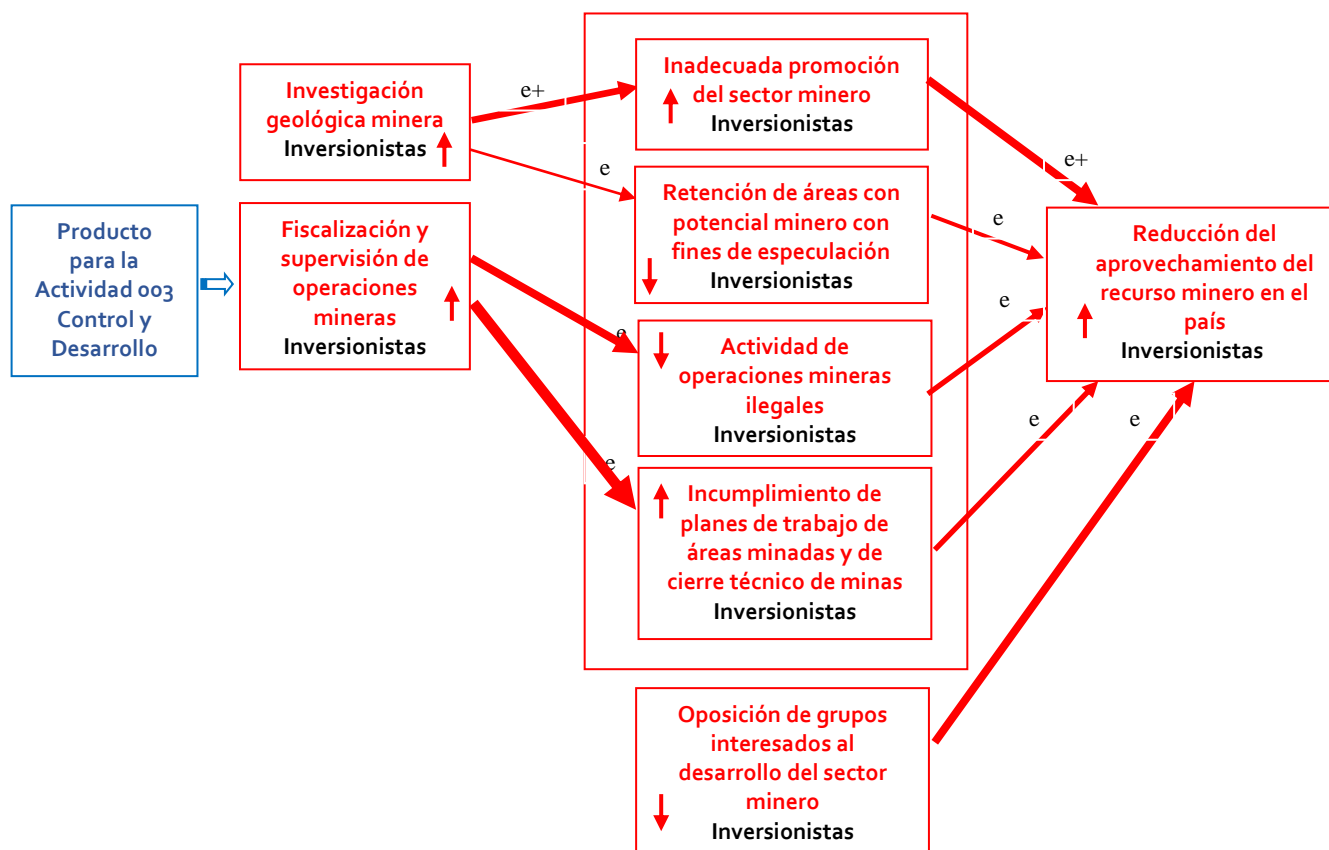 Producto
para la
Actividad 003
Control y
Desarrollo
Investigación
geológica minera
Inversionistas
Fiscalización y
supervisión de
operaciones
mineras
Inversionistas
e+
e
e
e
Inadecuada promoción
del sector minero
Inversionistas
Retención de áreas con
potencial minero con
fines de especulación
Inversionistas
Actividad de
operaciones mineras
ilegales
Inversionistas
Incumplimiento de
planes de trabajo de
áreas minadas y de
cierre técnico de minas
Inversionistas
Oposición de grupos
interesados al
desarrollo del sector
minero
Inversionistas
e+
e
e
e
e
Reducción del
aprovechamiento del
recurso minero en el
país
Inversionistas